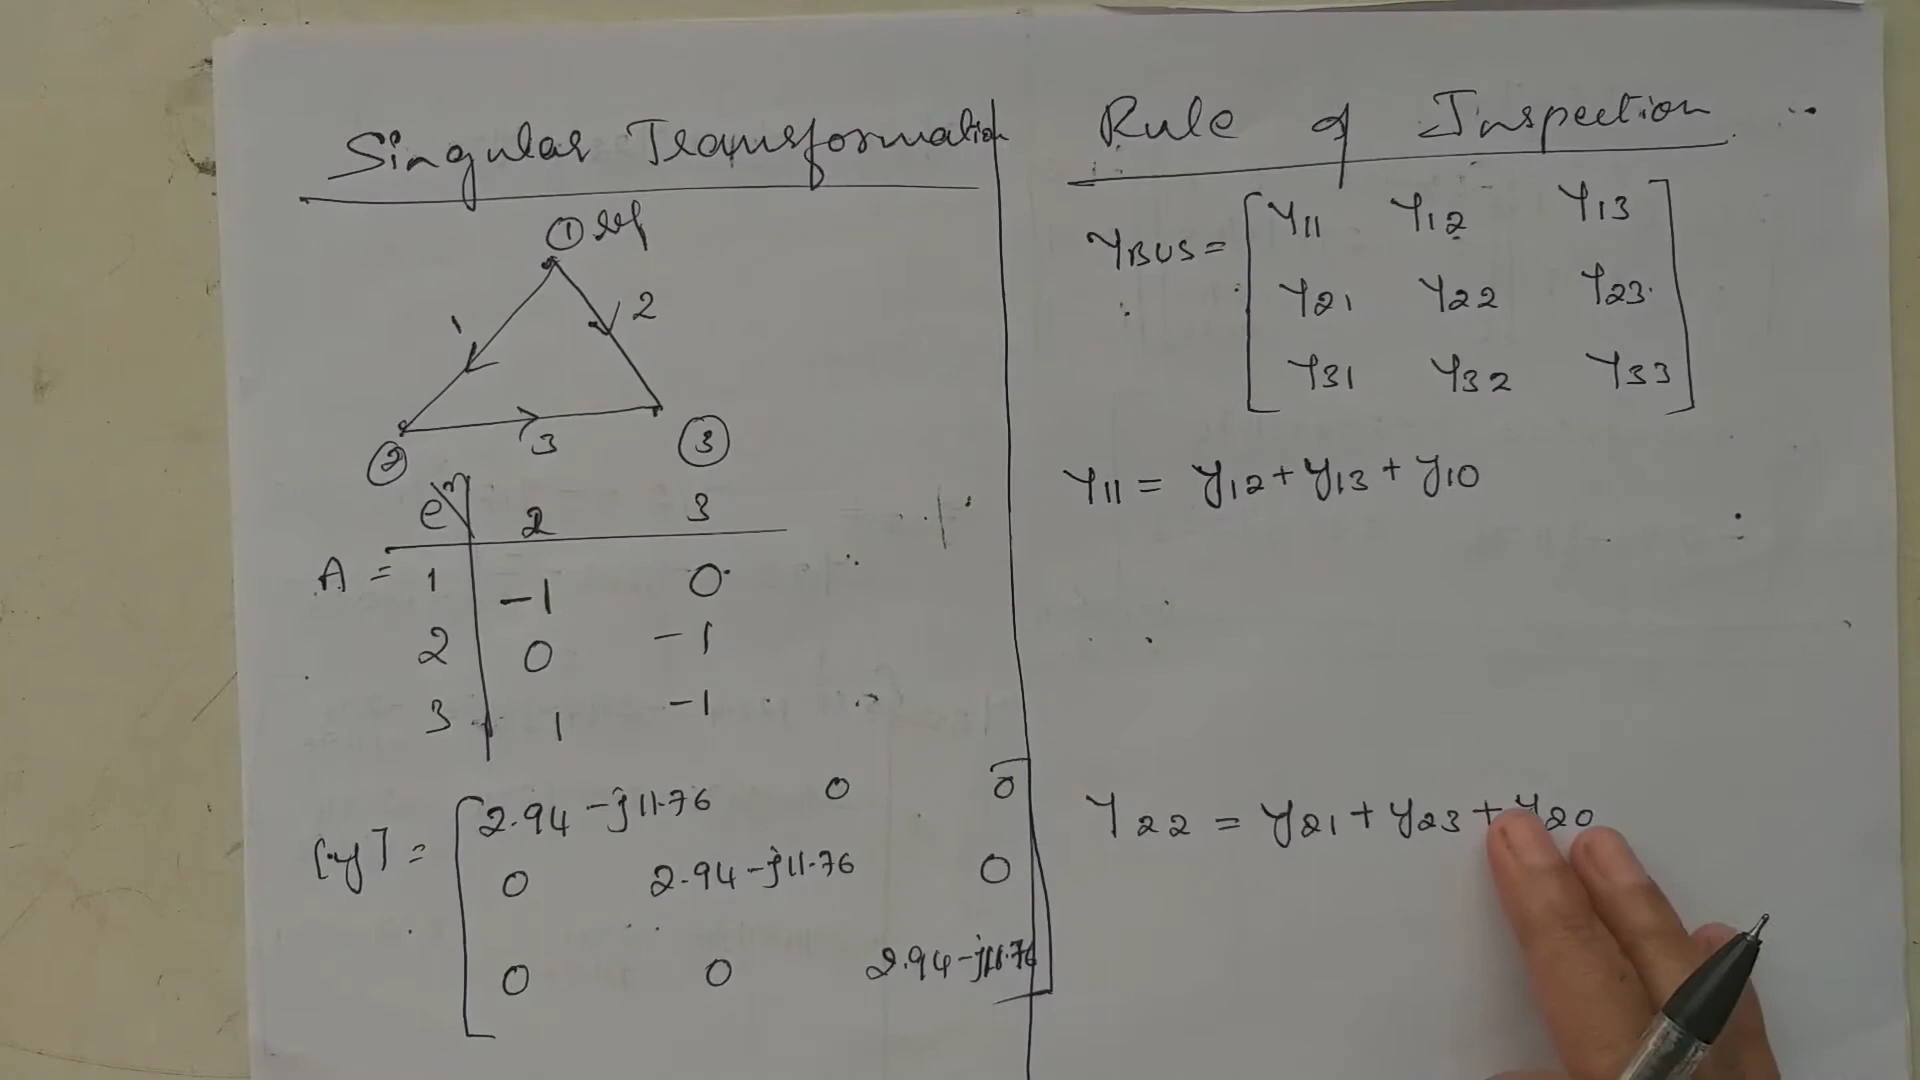 Singular Transformation
① ref
1
2
3
②
③
e n 2 3
A = 1 -1 0
2 0 -1
3 1 -1
[y] = 2.94-j11.76 0 0
0 2.94-j11.76 0
0 0 2.94-j11.76
Rule of Inspection
YBUS = Y11 Y12 Y13
Y21 Y22 Y23
Y31 Y32 Y33
Y11 = y12 + y13 + y10
Y22 = y21 + y23 + y20